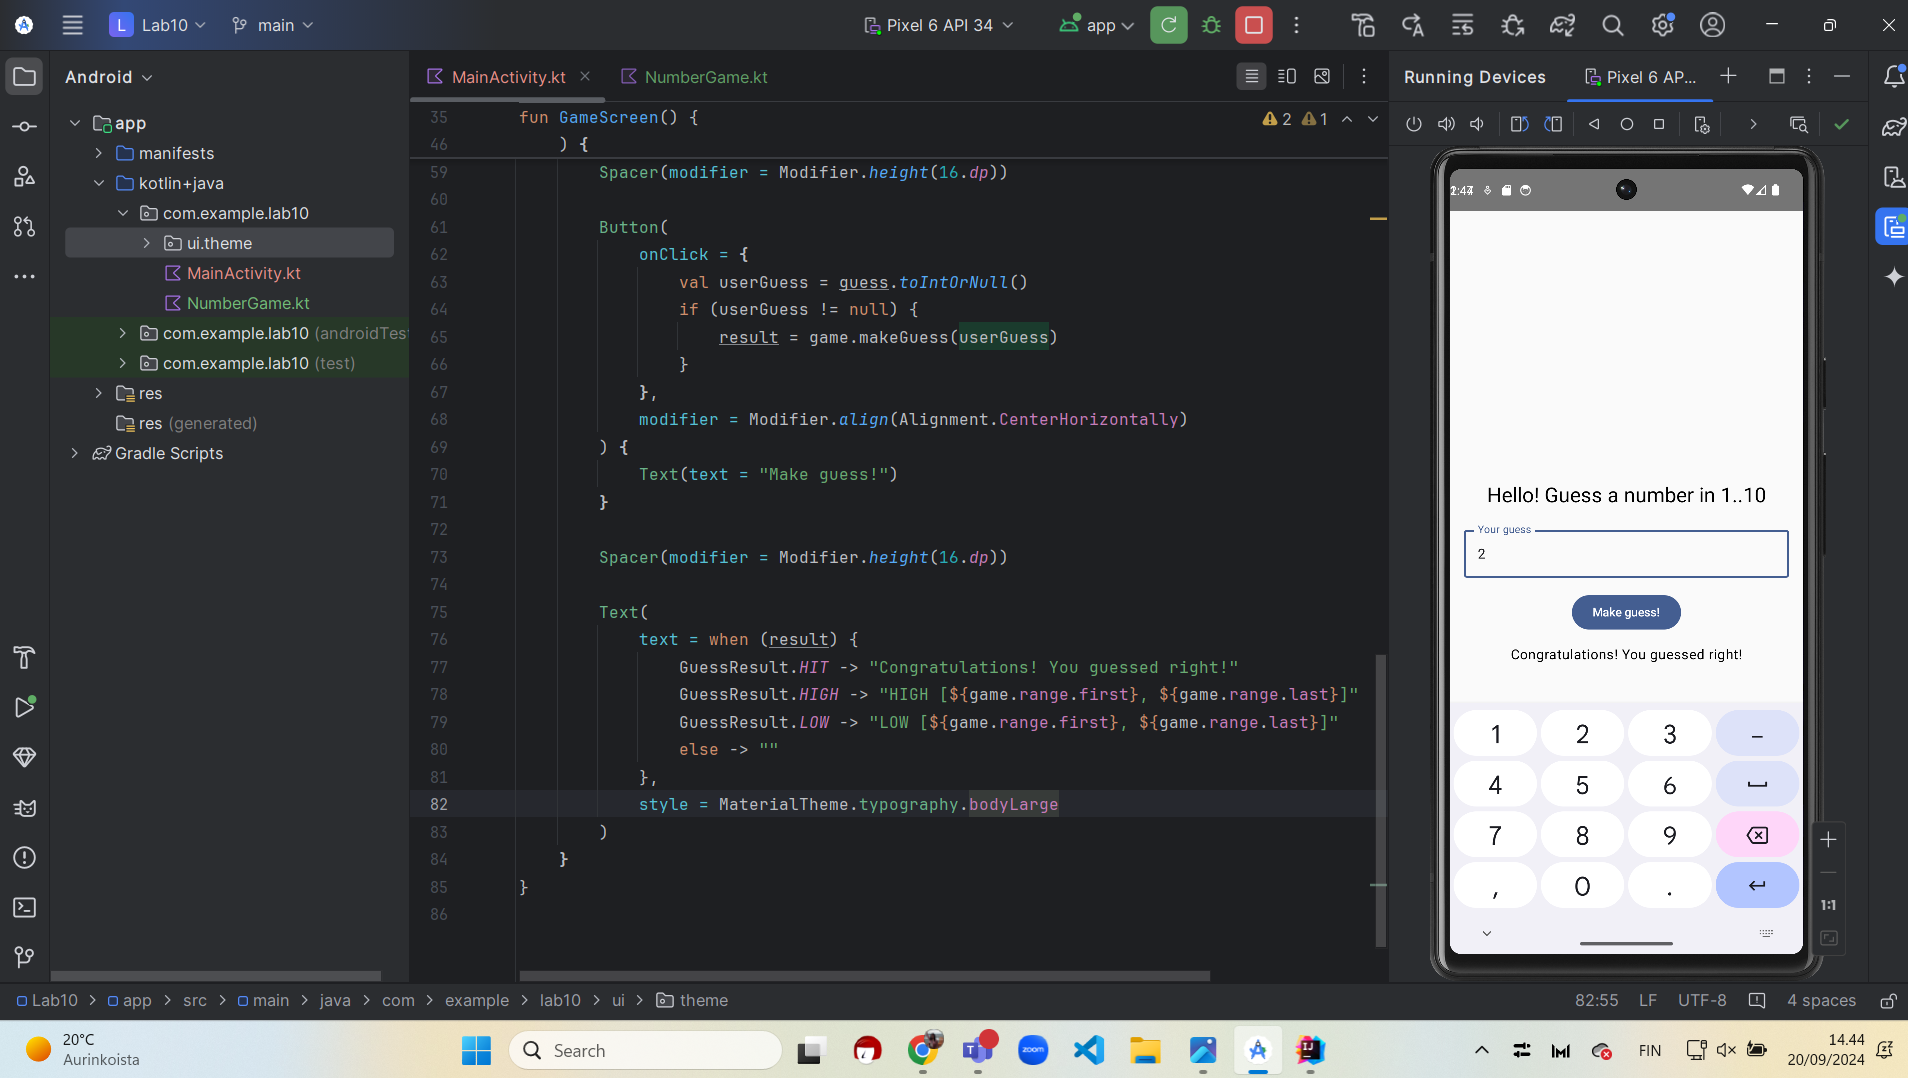 L Lab10 main Pixel 6 API 34 app
Android
MainActivity.kt
NumberGame.kt
Running Devices
Pixel 6 AP...
app
manifests
kotlin+java
com.example.lab10
ui.theme
MainActivity.kt
NumberGame.kt
com.example.lab10 (androidTest
com.example.lab10 (test)
res
res (generated)
Gradle Scripts
35 fun GameScreen() {
2 1
46 ) {
59 Spacer(modifier = Modifier.height(16.dp))
60
61 Button(
62 onClick = {
63 val userGuess = guess.toIntOrNull()
64 if (userGuess != null) {
65 result = game.makeGuess(userGuess)
66 }
67 },
68 modifier = Modifier.align(Alignment.CenterHorizontally)
69 ) {
70 Text(text = "Make guess!")
71 }
72
73 Spacer(modifier = Modifier.height(16.dp))
74
75 Text(
76 text = when (result) {
77 GuessResult.HIT -> "Congratulations! You guessed right!"
78 GuessResult.HIGH -> "HIGH [${game.range.first}, ${game.range.last}]"
79 GuessResult.LOW -> "LOW [${game.range.first}, ${game.range.last}]"
80 else -> ""
81 },
82 style = MaterialTheme.typography.bodyLarge
83 )
84 }
85 }
86
Hello! Guess a number in 1..10
Your guess
2
Make guess!
Congratulations! You guessed right!
1 2 3 –
4 5 6
7 8 9
, 0 .
1:1
Lab10 > app > src > main > java > com > example > lab10 > ui > theme
82:55 LF UTF-8 4 spaces
20°C
Aurinkoista
Search
zoom
FIN
14.44
20/09/2024